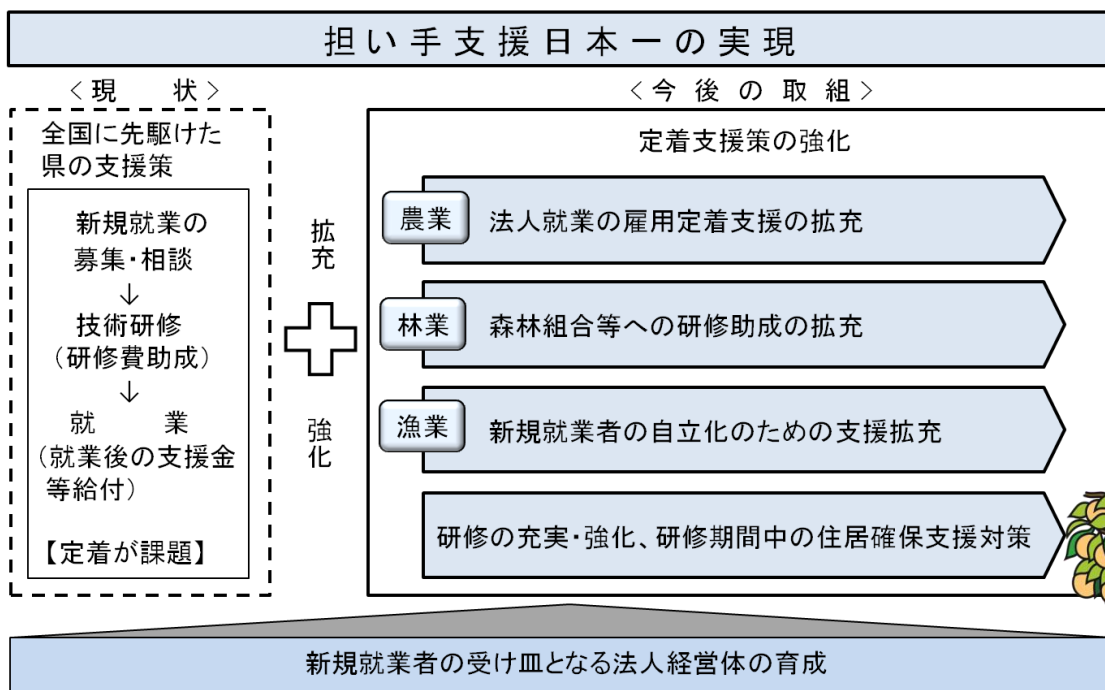 担い手支援日本一の実現
<現　状>
全国に先駆けた
県の支援策
新規就業の
募集・相談
↓
技術研修
(研修費助成)
↓
就　業
(就業後の支援金
等給付)
【定着が課題】
拡充
強化
<今後の取組>
定着支援策の強化
農業　法人就業の雇用定着支援の拡充
林業　森林組合等への研修助成の拡充
漁業　新規就業者の自立化のための支援拡充
研修の充実・強化、研修期間中の住居確保支援対策
新規就業者の受け皿となる法人経営体の育成